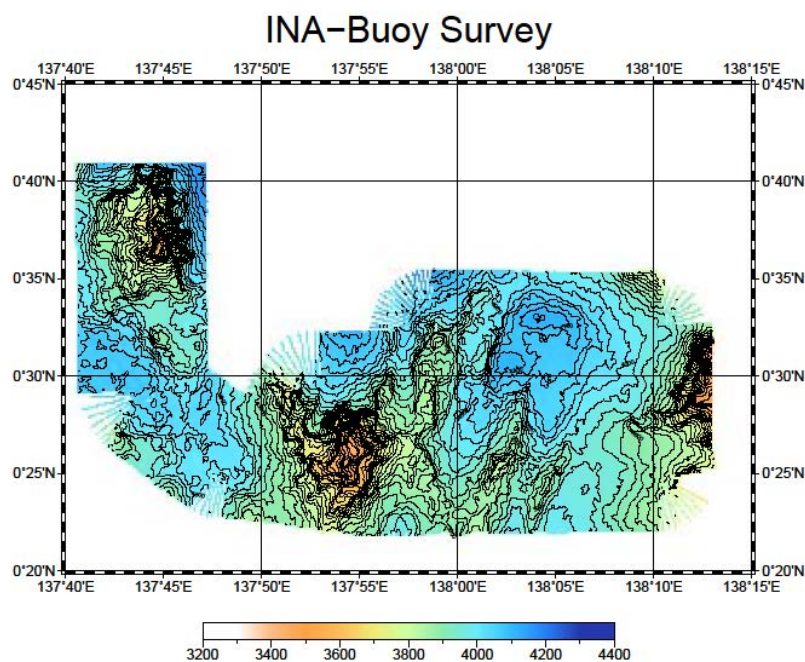 INA−Buoy Survey
137°40'E 137°45'E 137°50'E 137°55'E 138°00'E 138°05'E 138°10'E 138°15'E
0°45'N 0°45'N
0°40'N 0°40'N
0°35'N 0°35'N
0°30'N 0°30'N
0°25'N 0°25'N
0°20'N 0°20'N
137°40'E 137°45'E 137°50'E 137°55'E 138°00'E 138°05'E 138°10'E 138°15'E
3200 3400 3600 3800 4000 4200 4400